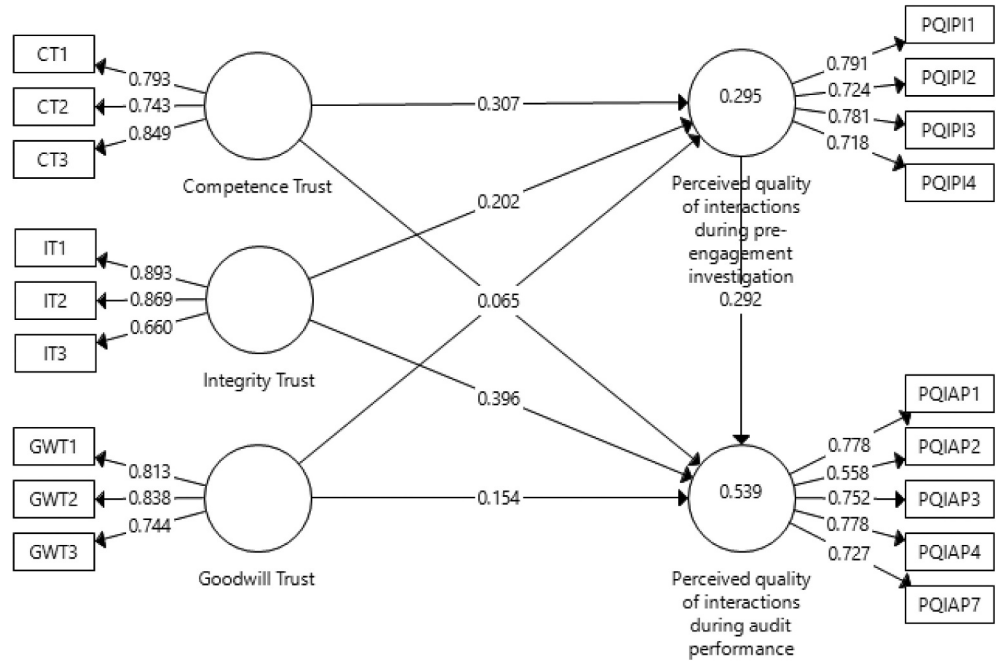 CT1
CT2
CT3
0.793
0.743
0.849
Competence Trust
IT1
IT2
IT3
0.893
0.869
0.660
Integrity Trust
GWT1
GWT2
GWT3
0.813
0.838
0.744
Goodwill Trust
0.307
0.202
0.065
0.396
0.154
0.295
Perceived quality
of interactions
during pre-
engagement
investigation
0.292
0.539
Perceived quality
of interactions
during audit
performance
0.791
0.724
0.781
0.718
PQIPI1
PQIPI2
PQIPI3
PQIPI4
0.778
0.558
0.752
0.778
0.727
PQIAP1
PQIAP2
PQIAP3
PQIAP4
PQIAP7